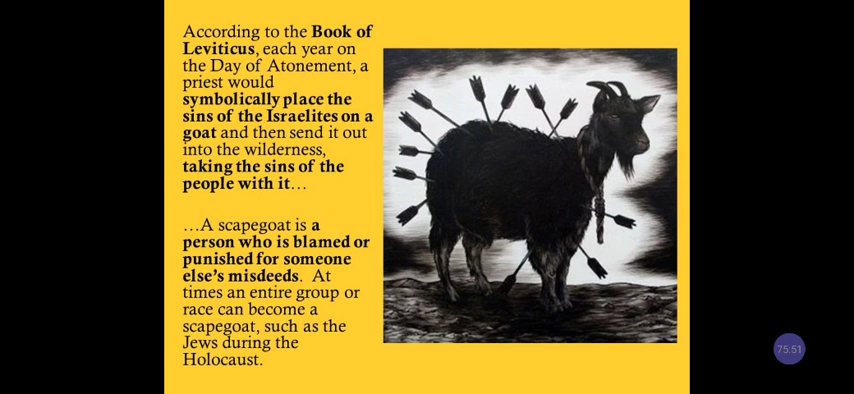 According to the Book of
Leviticus, each year on
the Day of Atonement, a
priest would
symbolically place the
sins of the Israelites on a
goat and then send it out
into the wilderness,
taking the sins of the
people with it…
…A scapegoat is a
person who is blamed or
punished for someone
else's misdeeds. At
times an entire group or
race can become a
scapegoat, such as the
Jews during the
Holocaust.
75:51